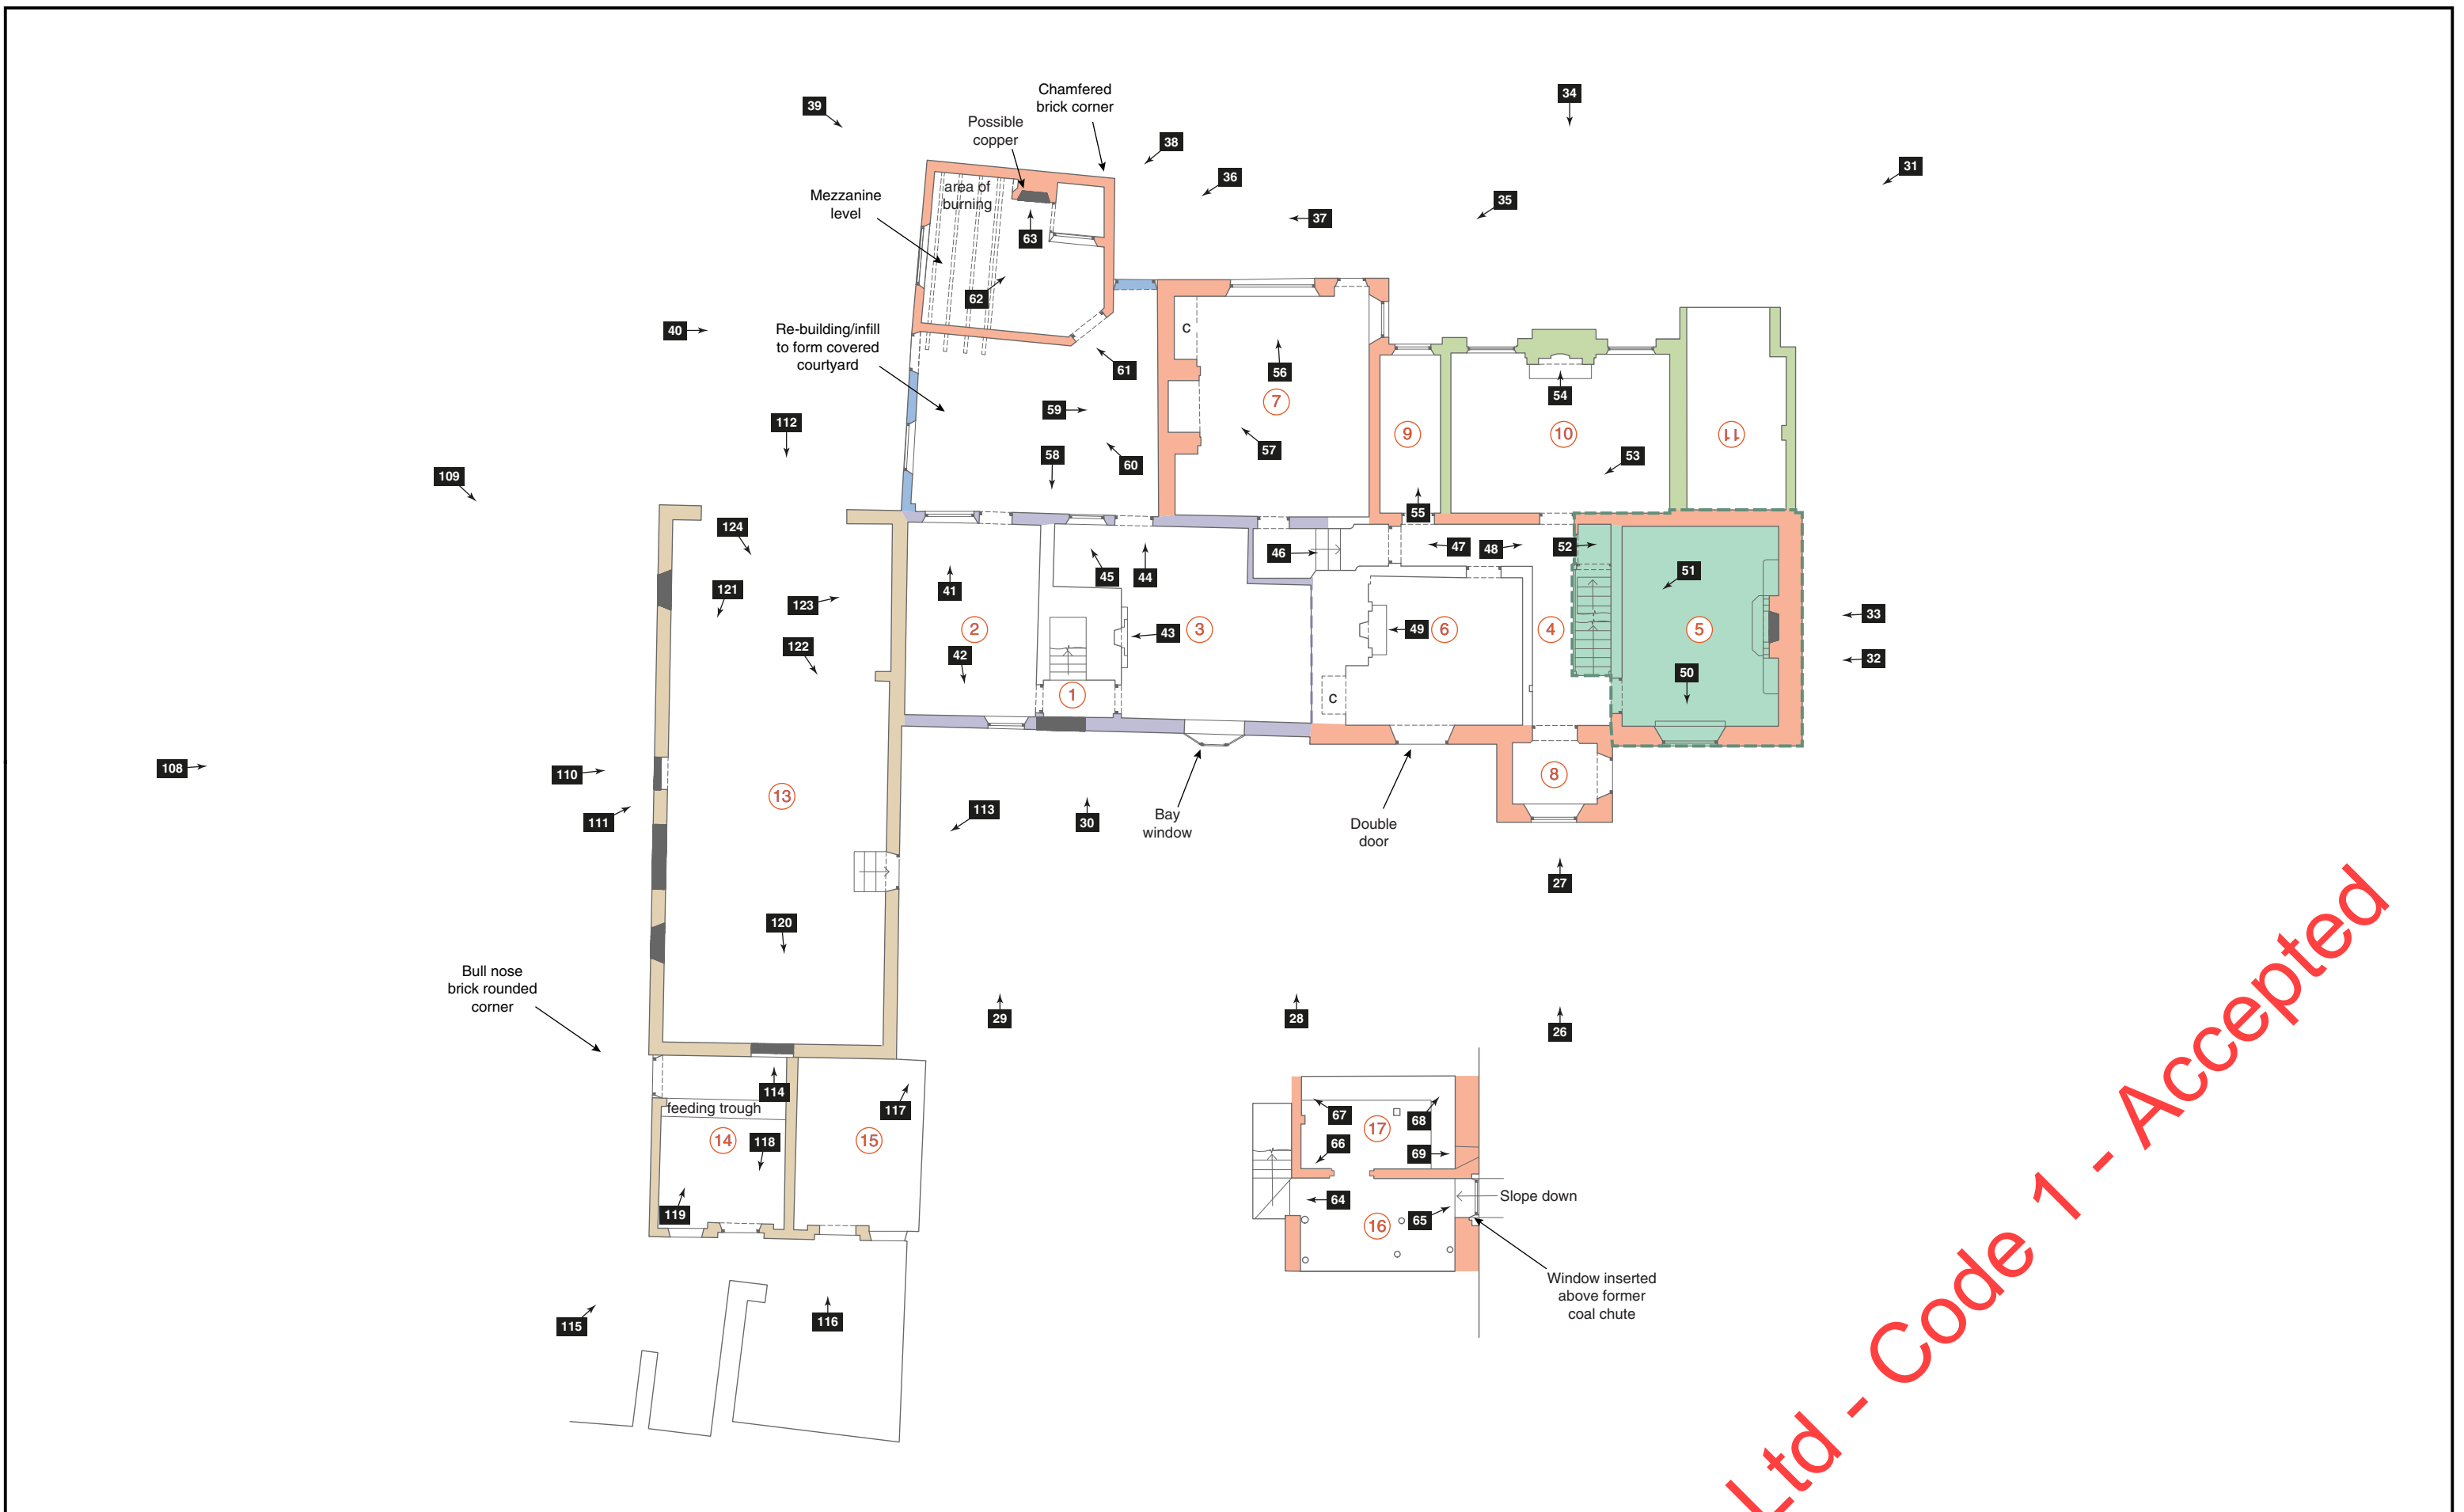 34
39
Chamfered
brick corner
Possible
copper
38
31
36
area of
burning
Mezzanine
level
35
37
63
62
40
Re-building/infill
to form covered
courtyard
C
61
56
54
7
59
112
9
10
11
57
58
60
53
109
55
124
46
47
48
52
45
44
51
121
41
123
33
2
43
3
49
6
4
5
122
42
32
50
1
C
108
110
8
13
113
111
30
Bay
window
Double
door
27
120
Bull nose
brick rounded
corner
29
28
26
114
117
feeding trough
67
68
17
14
118
15
66
69
64
Slope down
119
65
16
Window inserted
above former
coal chute
115
116
Ltd - Code 1 - Accepted